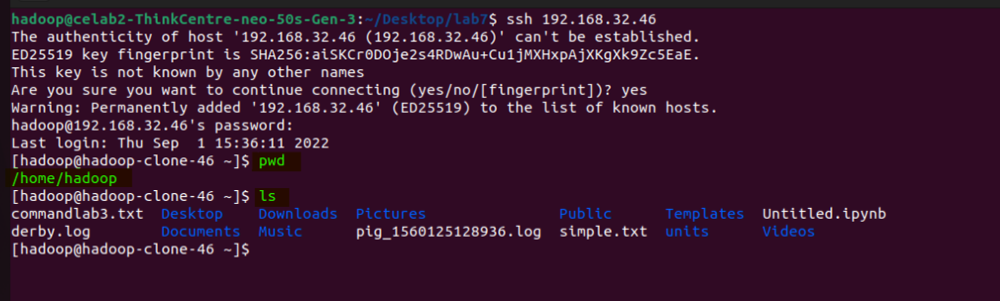 hadoop@celab2-ThinkCentre-neo-50s-Gen-3:~/Desktop/lab7$ ssh 192.168.32.46
The authenticity of host '192.168.32.46 (192.168.32.46)' can't be established.
ED25519 key fingerprint is SHA256:aiSKCr0DOje2s4RDwAu+Cu1jMXHxpAjXKgXk9Zc5EaE.
This key is not known by any other names
Are you sure you want to continue connecting (yes/no/[fingerprint])? yes
Warning: Permanently added '192.168.32.46' (ED25519) to the list of known hosts.
hadoop@192.168.32.46's password:
Last login: Thu Sep  1 15:36:11 2022
[hadoop@hadoop-clone-46 ~]$ pwd
/home/hadoop
[hadoop@hadoop-clone-46 ~]$ ls
commandlab3.txt  Desktop    Downloads  Pictures               Public      Templates  Untitled.ipynb
derby.log        Documents  Music      pig_1560125128936.log  simple.txt  units      Videos
[hadoop@hadoop-clone-46 ~]$